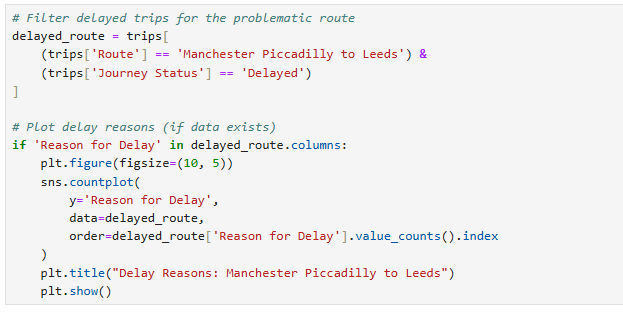 # Filter delayed trips for the problematic route
delayed_route = trips[
    (trips['Route'] == 'Manchester Piccadilly to Leeds') &
    (trips['Journey Status'] == 'Delayed')
]

# Plot delay reasons (if data exists)
if 'Reason for Delay' in delayed_route.columns:
    plt.figure(figsize=(10, 5))
    sns.countplot(
        y='Reason for Delay',
        data=delayed_route,
        order=delayed_route['Reason for Delay'].value_counts().index
    )
    plt.title("Delay Reasons: Manchester Piccadilly to Leeds")
    plt.show()